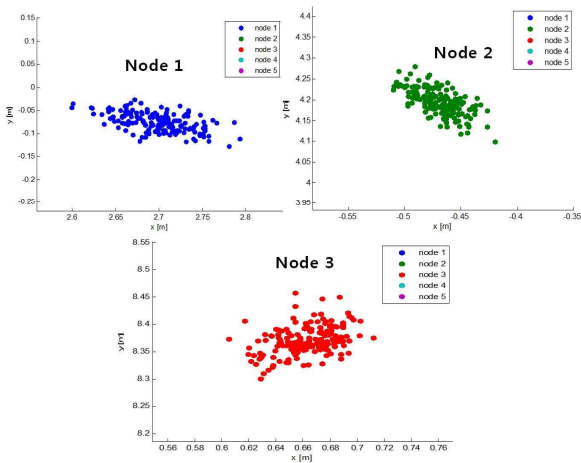 Node 1
node 1
node 2
node 3
node 4
node 5
0.15
0.1
0.05
0
-0.05
-0.1
-0.15
-0.2
-0.25
y [m]
2.6
2.65
2.7
2.75
2.8
x [m]
Node 2
node 1
node 2
node 3
node 4
node 5
4.4
4.35
4.3
4.25
4.2
4.15
4.1
4.05
4
3.95
y [m]
-0.55
-0.5
-0.45
-0.4
-0.35
x [m]
Node 3
node 1
node 2
node 3
node 4
node 5
8.55
8.5
8.45
8.4
8.35
8.3
8.25
8.2
y [m]
0.56
0.58
0.6
0.62
0.64
0.66
0.68
0.7
0.72
0.74
0.76
x [m]